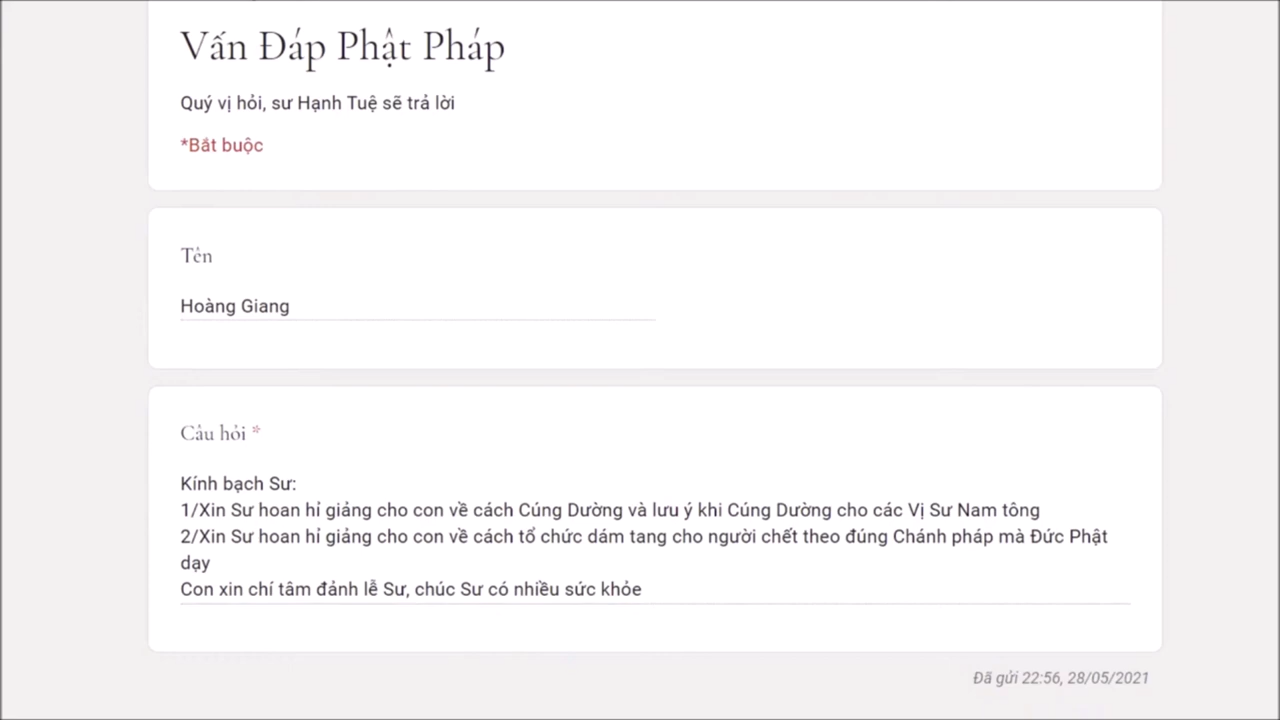 Vấn Đáp Phật Pháp
Quý vị hỏi, sư Hạnh Tuệ sẽ trả lời
*Bắt buộc
Tên
Hoàng Giang
Câu hỏi *
Kính bạch Sư:
1/Xin Sư hoan hỉ giảng cho con về cách Cúng Dường và lưu ý khi Cúng Dường cho các Vị Sư Nam tông
2/Xin Sư hoan hỉ giảng cho con về cách tổ chức dám tang cho người chết theo đúng Chánh pháp mà Đức Phật
dạy
Con xin chí tâm đảnh lễ Sư, chúc Sư có nhiều sức khỏe
Đã gửi 22:56, 28/05/2021